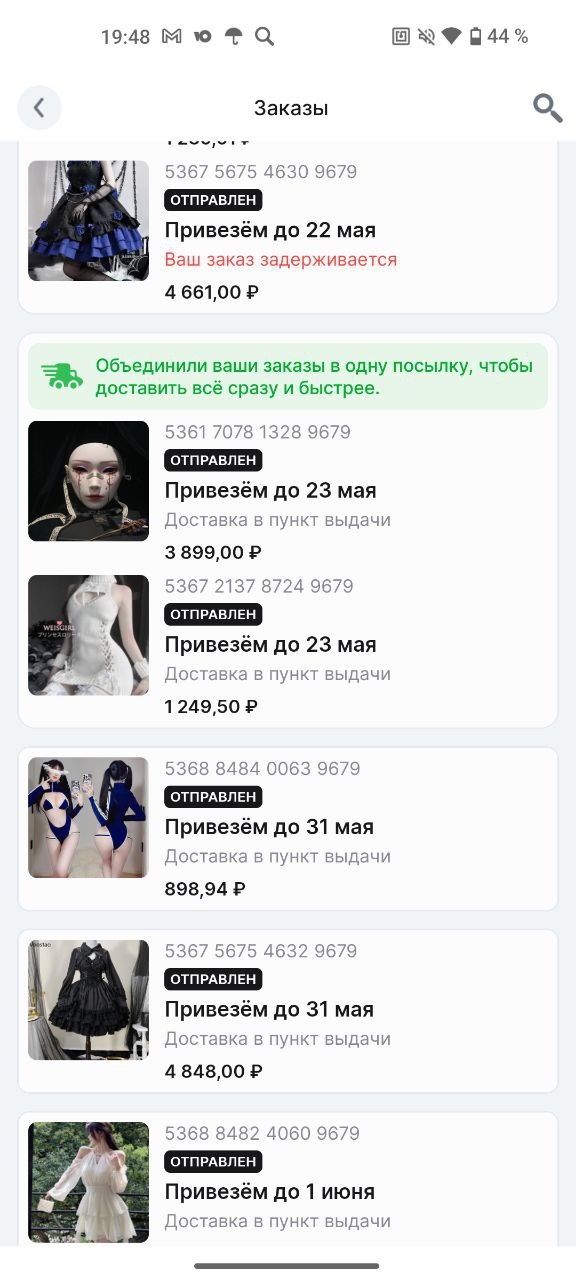 19:48
44 %
Заказы
5367 5675 4630 9679
ОТПРАВЛЕН
Привезём до 22 мая
Ваш заказ задерживается
4 661,00 ₽
Объединили ваши заказы в одну посылку, чтобы
доставить всё сразу и быстрее.
5361 7078 1328 9679
ОТПРАВЛЕН
Привезём до 23 мая
Доставка в пункт выдачи
3 899,00 ₽
5367 2137 8724 9679
WEISGIRL
ОТПРАВЛЕН
Привезём до 23 мая
Доставка в пункт выдачи
1 249,50 ₽
5368 8484 0063 9679
ОТПРАВЛЕН
Привезём до 31 мая
Доставка в пункт выдачи
898,94 ₽
5367 5675 4632 9679
ОТПРАВЛЕН
Привезём до 31 мая
Доставка в пункт выдачи
4 848,00 ₽
5368 8482 4060 9679
ОТПРАВЛЕН
Привезём до 1 июня
Доставка в пункт выдачи